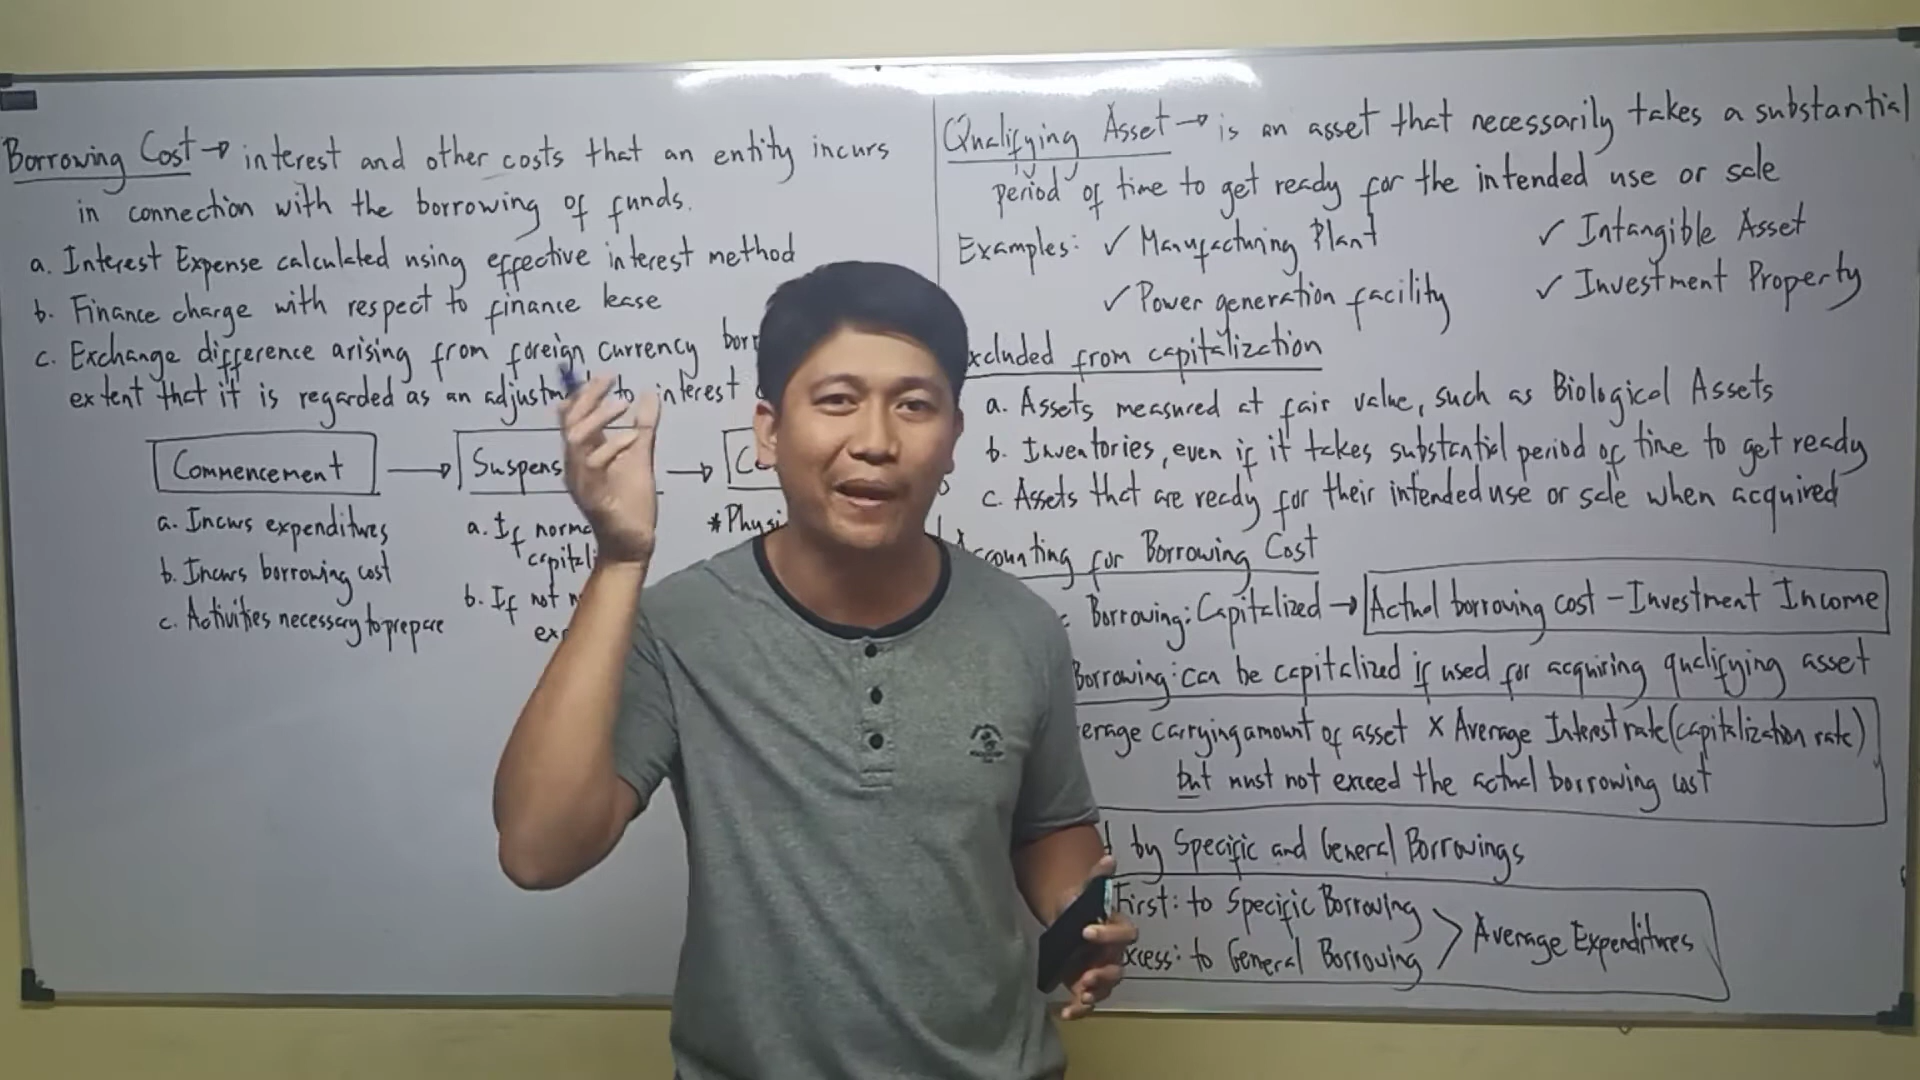 Borrowing Cost → interest and other costs that an entity incurs
in connection with the borrowing of funds.
a. Interest Expense calculated using effective interest method
b. Finance charge with respect to finance lease
c. Exchange difference arising from foreign currency
extent that it is regarded as an to interest
Commencement →
a. Incurs expenditures
b. Incurs borrowing cost
c. Activities necessary to prepare
→
a. If
b. If not
Qualifying Asset → is an asset that necessarily takes a substantial
period of time to get ready for the intended use or sale
Examples: ✓ Manufacturing Plant ✓ Intangible Asset
✓ Power generation facility ✓ Investment Property
from capitalization
a. Assets measured at fair value, such as Biological Assets
b. Inventories, even if it takes substantial period of time to get ready
c. Assets that are ready for their intended use or sale when acquired
for Borrowing Cost
Borrowing: Capitalized → Actual borrowing cost – Investment Income
Borrowing: can be capitalized if used for acquiring qualifying asset
carrying amount of asset x Average Interest rate (capitalization rate)
but must not exceed the actual borrowing cost
by Specific and General Borrowings
First: to Specific Borrowing
to General Borrowing > Average Expenditures